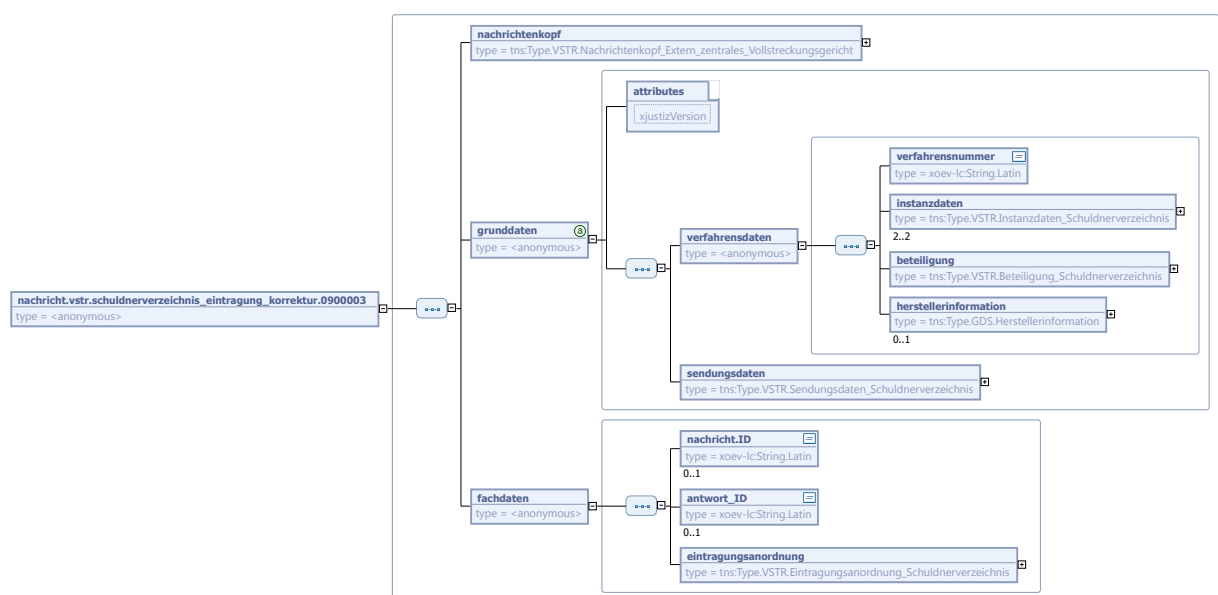 nachrichtenkopf
type = tns:Type.VSTR.Nachrichtenkopf_Extern_zentrales_Vollstreckungsgericht
attributes
xjustizVersion
verfahrensnummer
type = xoev-lc:String.Latin
instanzdaten
type = tns:Type.VSTR.Instanzdaten_Schuldnerverzeichnis
2..2
grunddaten
a
type = <anonymous>
verfahrensdaten
type = <anonymous>
beteiligung
type = tns:Type.VSTR.Beteiligung_Schuldnerverzeichnis
herstellerinformation
type = tns:Type.GDS.Herstellerinformation
0..1
nachricht.vstr.schuldnerverzeichnis_eintragung_korrektur.0900003
type = <anonymous>
sendungsdaten
type = tns:Type.VSTR.Sendungsdaten_Schuldnerverzeichnis
nachricht.ID
type = xoev-lc:String.Latin
0..1
fachdaten
type = <anonymous>
antwort_ID
type = xoev-lc:String.Latin
0..1
eintragungsanordnung
type = tns:Type.VSTR.Eintragungsanordnung_Schuldnerverzeichnis